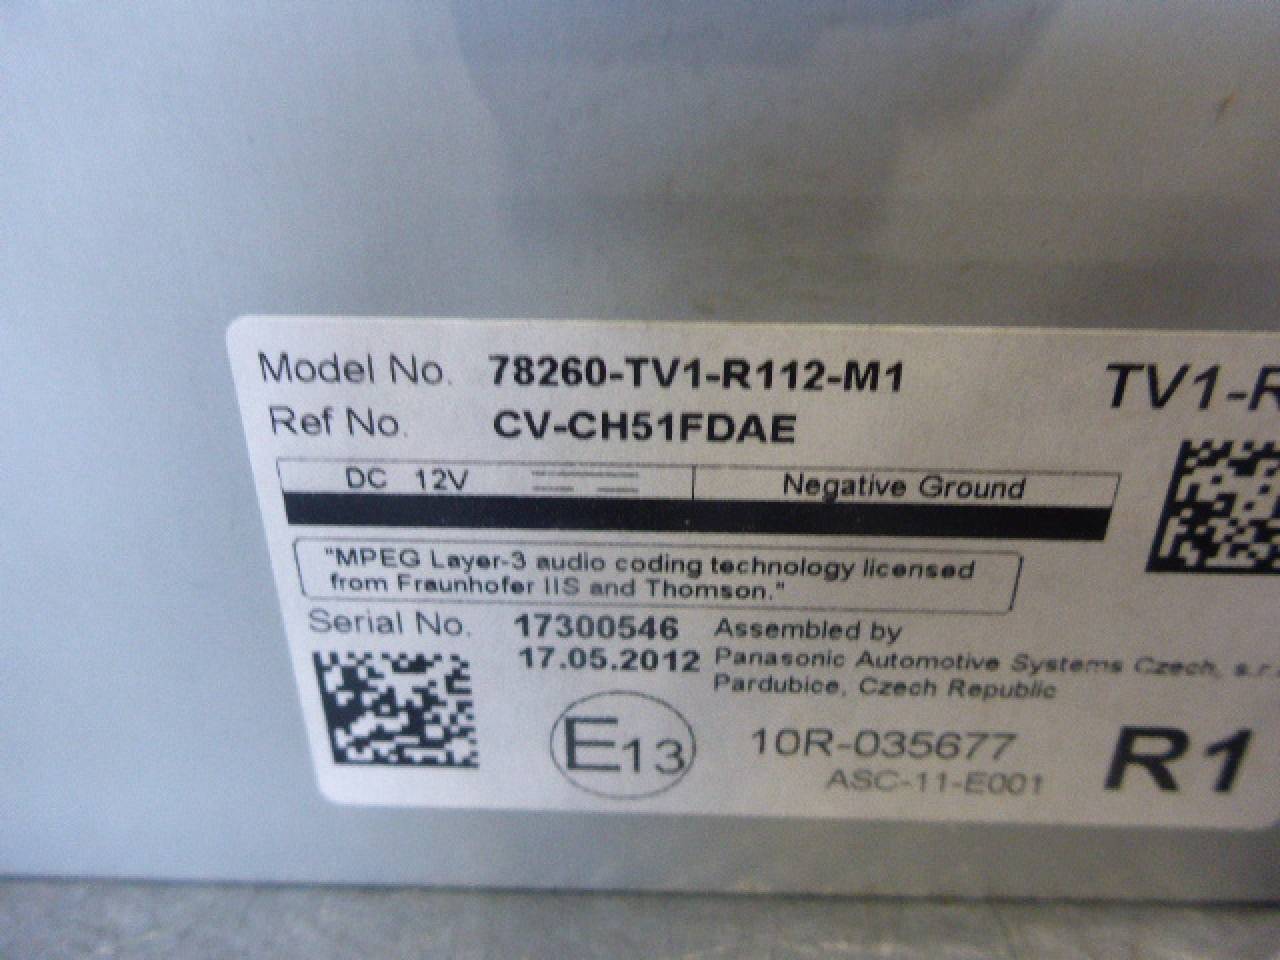 Model No. 78260-TV1-R112-M1
Ref No. CV-CH51FDAE
TV1-R
DC 12V
Negative Ground
"MPEG Layer-3 audio coding technology licensed
from Fraunhofer IIS and Thomson."
Serial No. 17300546
17.05.2012
Assembled by
Panasonic Automotive Systems Czech, s.r.
Pardubice, Czech Republic
E13
10R-035677
ASC-11-E001
R1